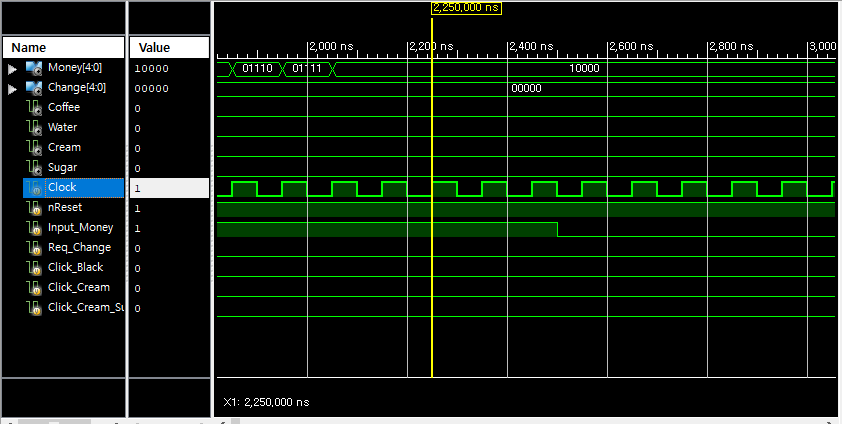 2,250,000 ns
Name Value
2,000 ns 2,200 ns 2,400 ns 2,600 ns 2,800 ns 3,000
Money[4:0] 10000 01110 01111 10000
Change[4:0] 00000 00000
Coffee 0
Water 0
Cream 0
Sugar 0
Clock 1
nReset 1
Input_Money 1
Req_Change 0
Click_Black 0
Click_Cream 0
Click_Cream_Su 0
X1: 2,250,000 ns